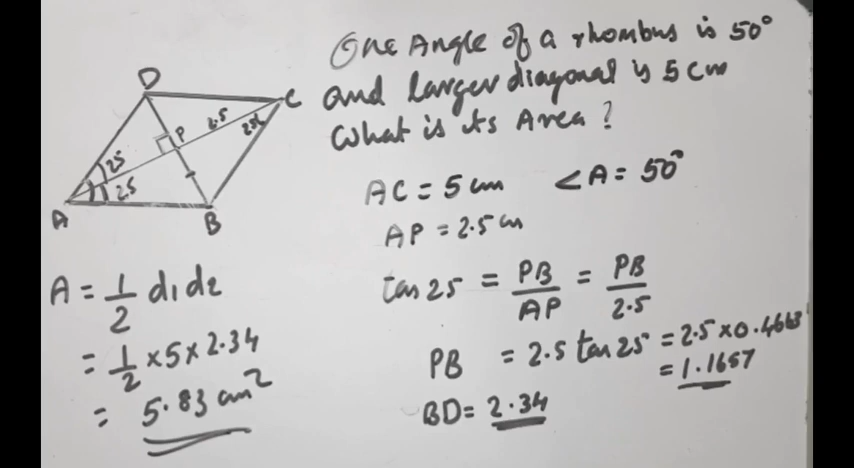 One Angle of a rhombus is 50°
and Larger diagonal is 5 cm
What is its Area?
D
C
P
2.5
25
25
25
A
B
AC = 5 cm ∠A = 50°
AP = 2.5 cm
tan 25 = PB/AP = PB/2.5
PB = 2.5 tan 25 = 2.5 × 0.4663
= 1.1657
BD = 2.34
A = 1/2 d1 d2
= 1/2 × 5 × 2.34
= 5.83 cm²